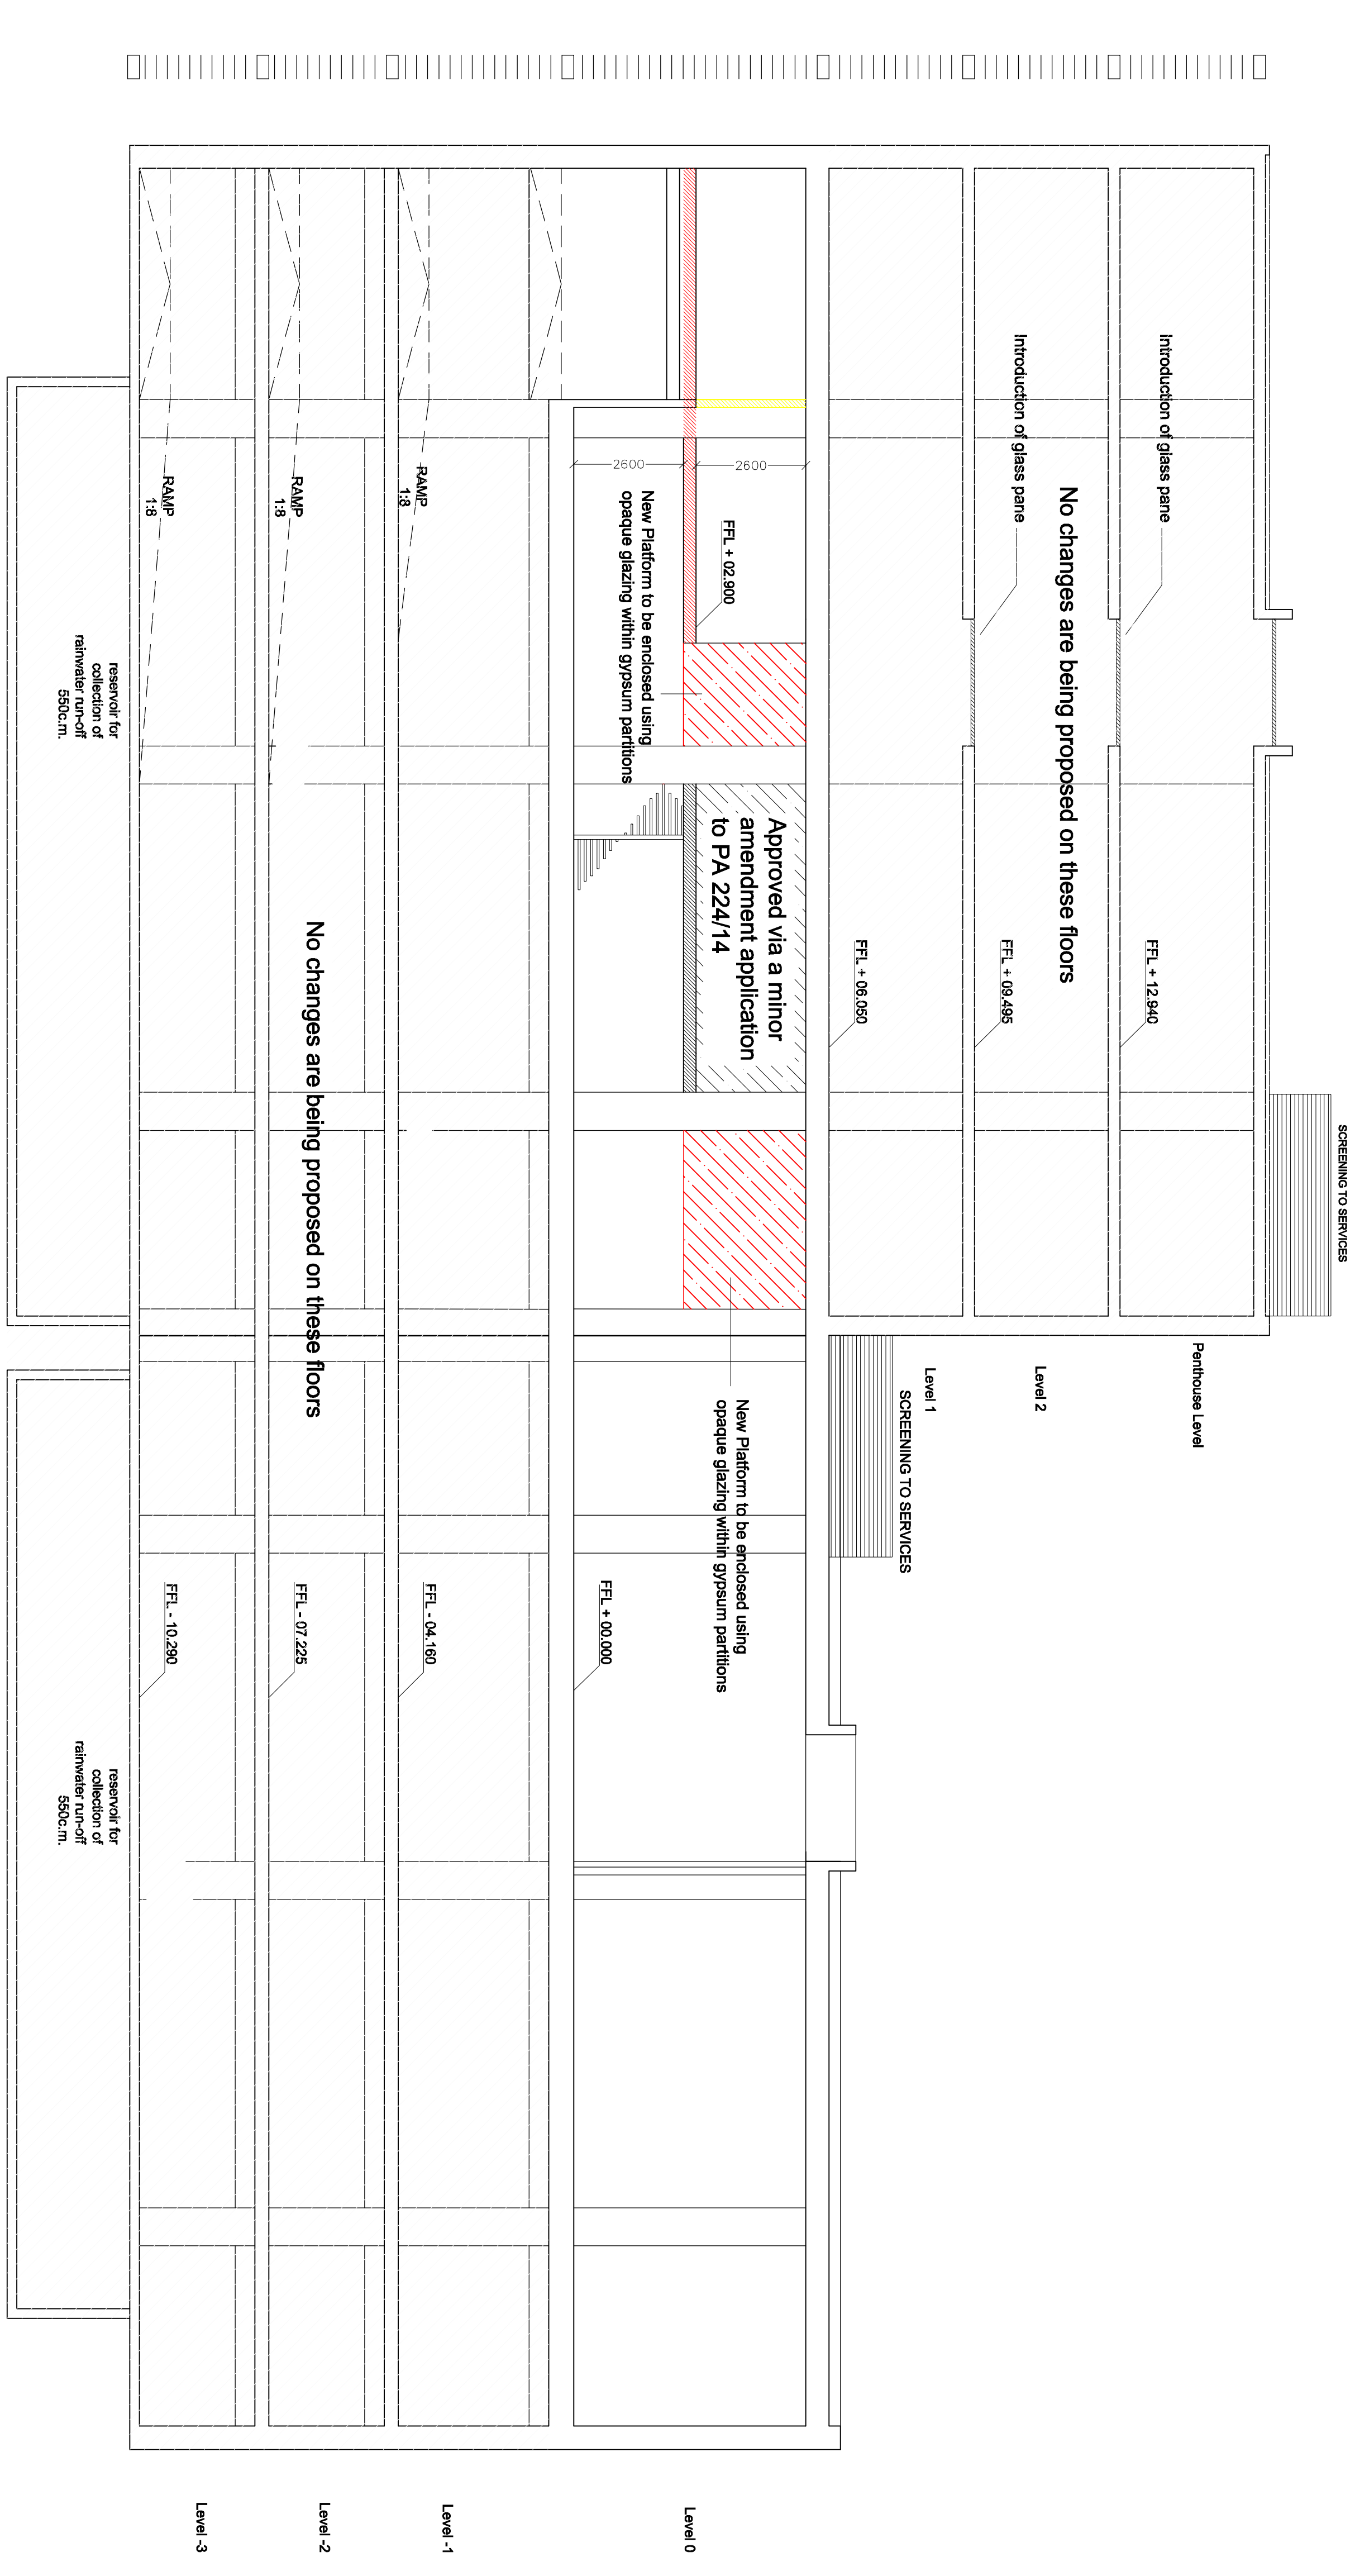 SCREENING TO SERVICES
Introduction of glass pane
FFL + 12.940
Penthouse Level
No changes are being proposed on these floors
Introduction of glass pane
FFL + 09.495
Level 2
FFL + 06.050
Level 1
SCREENING TO SERVICES
Approved via a minor
amendment application
to PA 224/14
2600
2600
FFL + 02.900
New Platform to be enclosed using
opaque glazing within gypsum partitions
New Platform to be enclosed using
opaque glazing within gypsum partitions
FFL + 00.000
Level 0
RAMP
1:8
FFL - 04.160
Level -1
No changes are being proposed on these floors
RAMP
1:8
FFL - 07.225
Level -2
RAMP
1:8
FFL - 10.290
Level -3
reservoir for
collection of
rainwater run-off
550c.m.
reservoir for
collection of
rainwater run-off
550c.m.